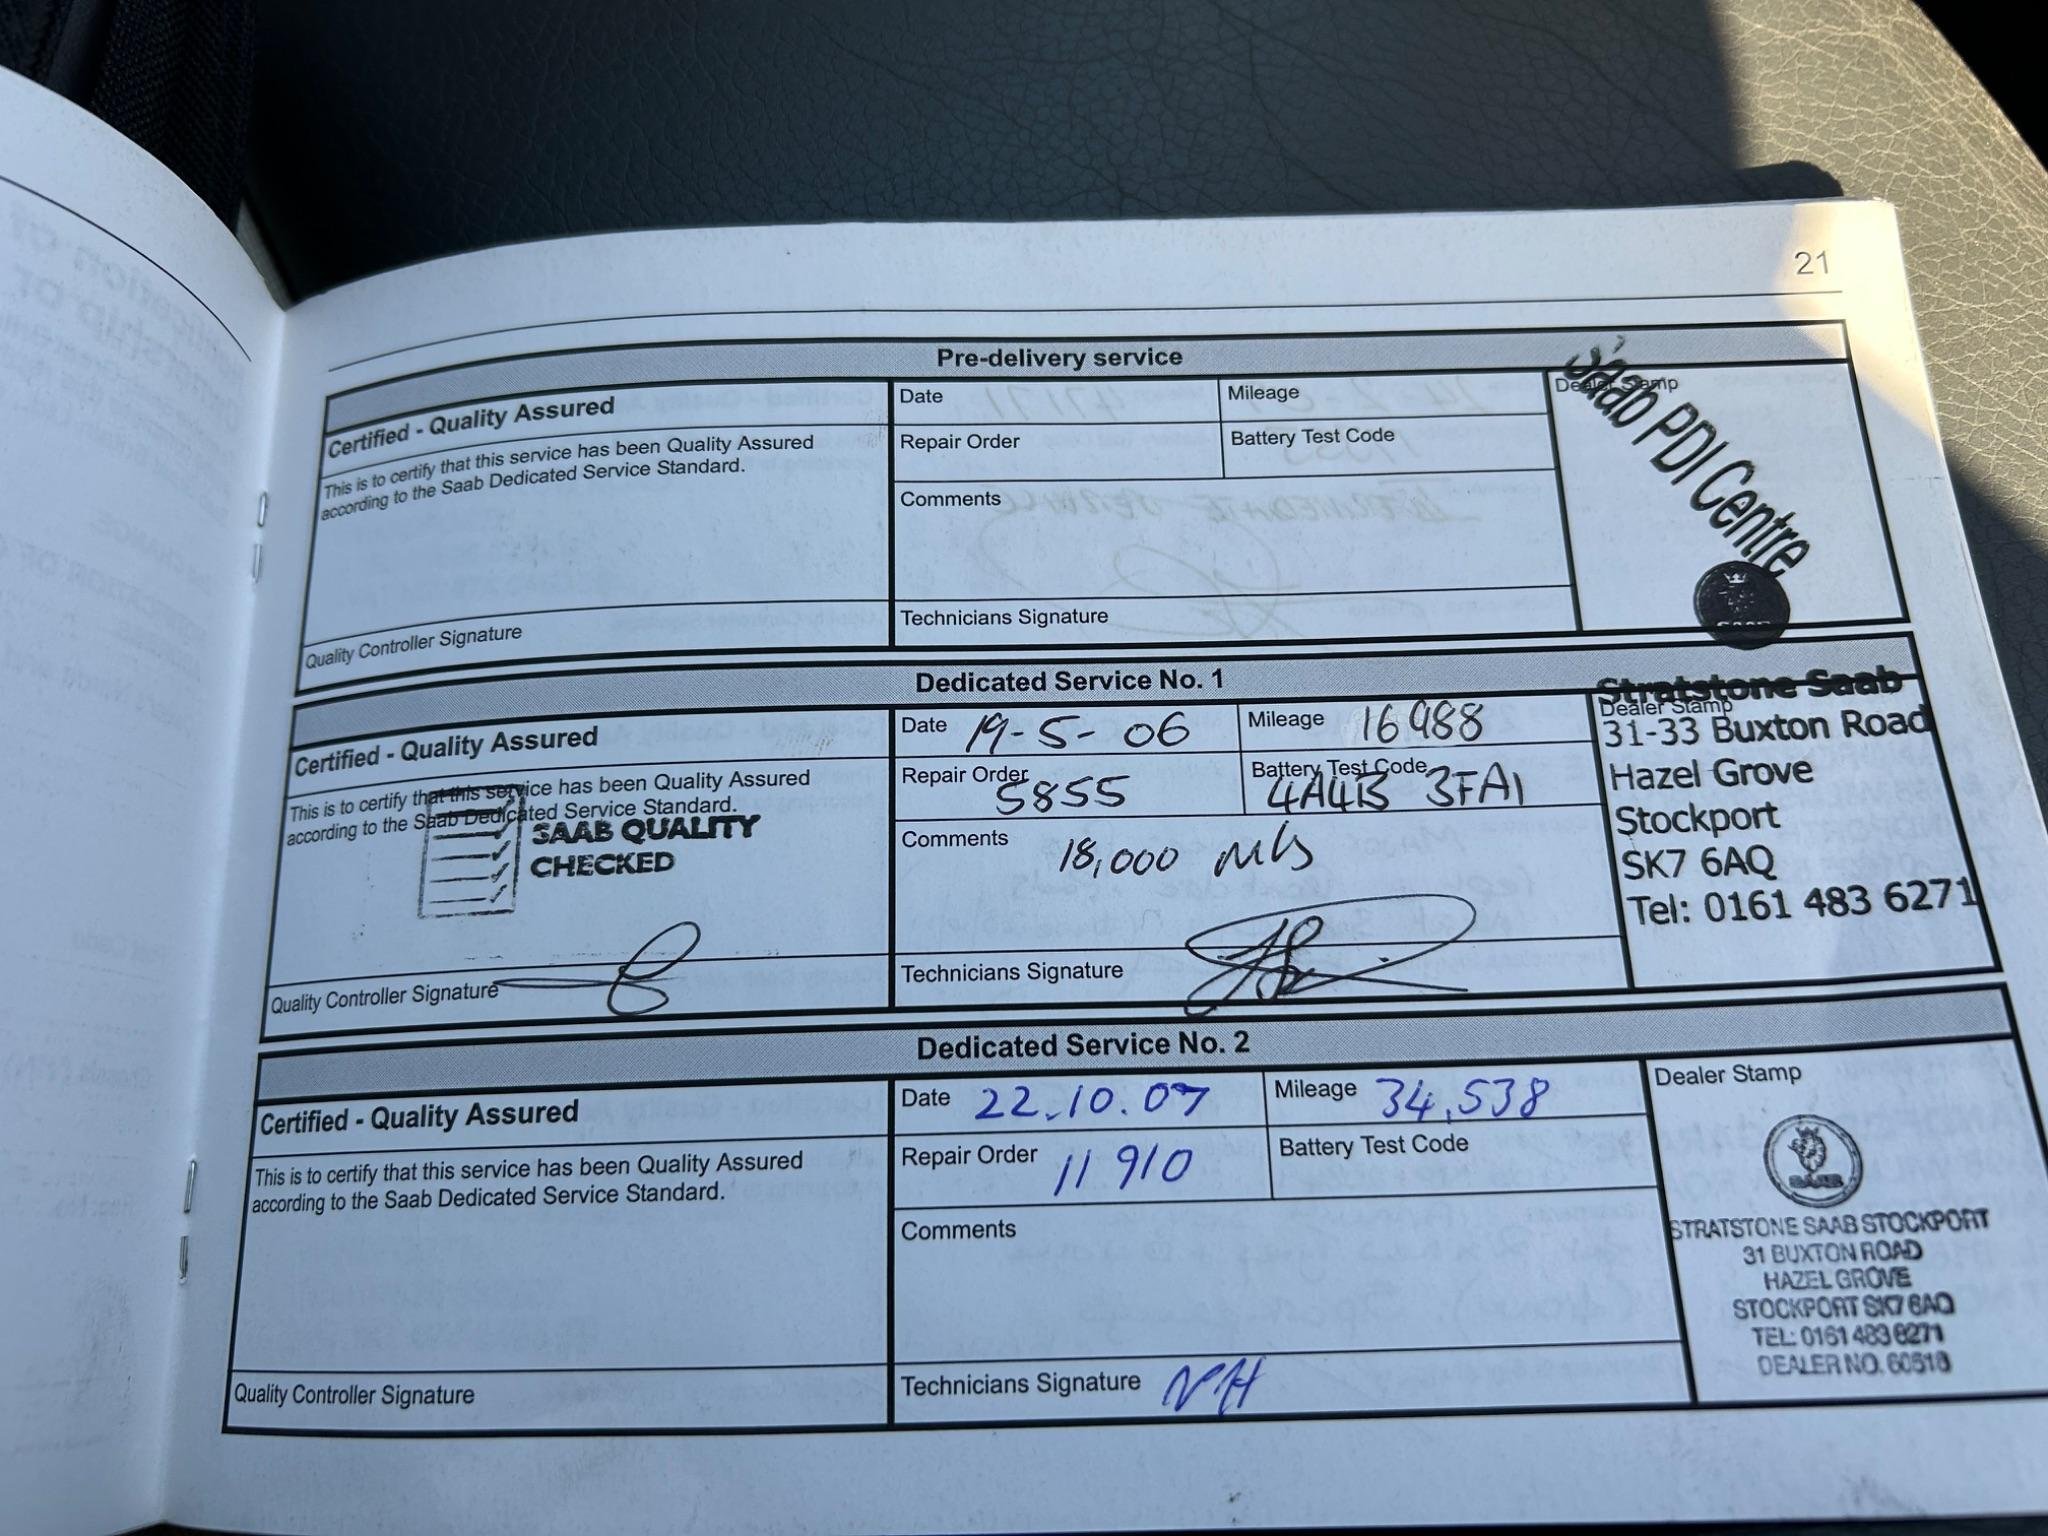 21
Pre-delivery service
Certified - Quality Assured
This is to certify that this service has been Quality Assured
according to the Saab Dedicated Service Standard.
Quality Controller Signature
Date
Mileage
Repair Order
Battery Test Code
Comments
Technicians Signature
Dealer Stamp
Saab PDI Centre
Dedicated Service No. 1
Certified - Quality Assured
This is to certify that this service has been Quality Assured
according to the Saab Dedicated Service Standard.
SAAB QUALITY
CHECKED
Quality Controller Signature
Date 19-5-06
Mileage 16988
Repair Order 5855
Battery Test Code 4A4B 3FA1
Comments
18,000 mls
Technicians Signature
Stratstone Saab
Dealer Stamp
31-33 Buxton Road
Hazel Grove
Stockport
SK7 6AQ
Tel: 0161 483 6271
Dedicated Service No. 2
Certified - Quality Assured
This is to certify that this service has been Quality Assured
according to the Saab Dedicated Service Standard.
Quality Controller Signature
Date 22.10.07
Mileage 34,538
Repair Order 11910
Battery Test Code
Comments
Technicians Signature NH
Dealer Stamp
SAAB
STRATSTONE SAAB STOCKPORT
31 BUXTON ROAD
HAZEL GROVE
STOCKPORT SK7 6AQ
TEL: 0161 483 6271
DEALER NO. 60518